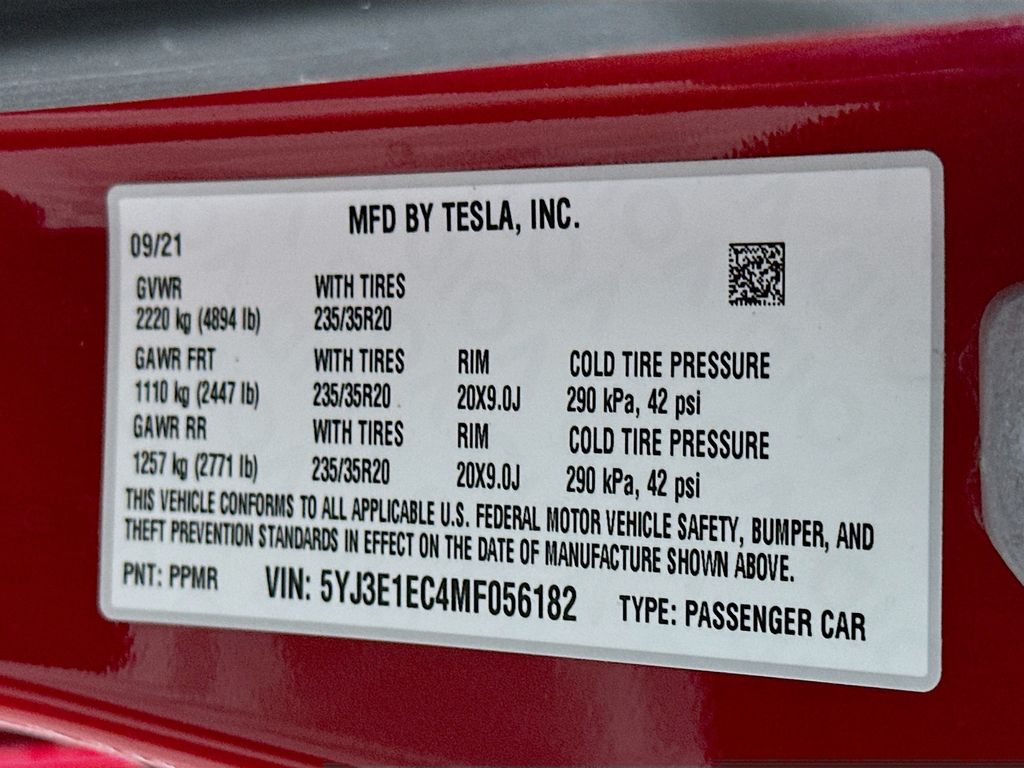 MFD BY TESLA, INC.
09/21
GVWR WITH TIRES
2220 kg (4894 lb) 235/35R20
GAWR FRT WITH TIRES RIM COLD TIRE PRESSURE
1110 kg (2447 lb) 235/35R20 20X9.0J 290 kPa, 42 psi
GAWR RR WITH TIRES RIM COLD TIRE PRESSURE
1257 kg (2771 lb) 235/35R20 20X9.0J 290 kPa, 42 psi
THIS VEHICLE CONFORMS TO ALL APPLICABLE U.S. FEDERAL MOTOR VEHICLE SAFETY, BUMPER, AND
THEFT PREVENTION STANDARDS IN EFFECT ON THE DATE OF MANUFACTURE SHOWN ABOVE.
PNT: PPMR VIN: 5YJ3E1EC4MF056182 TYPE: PASSENGER CAR